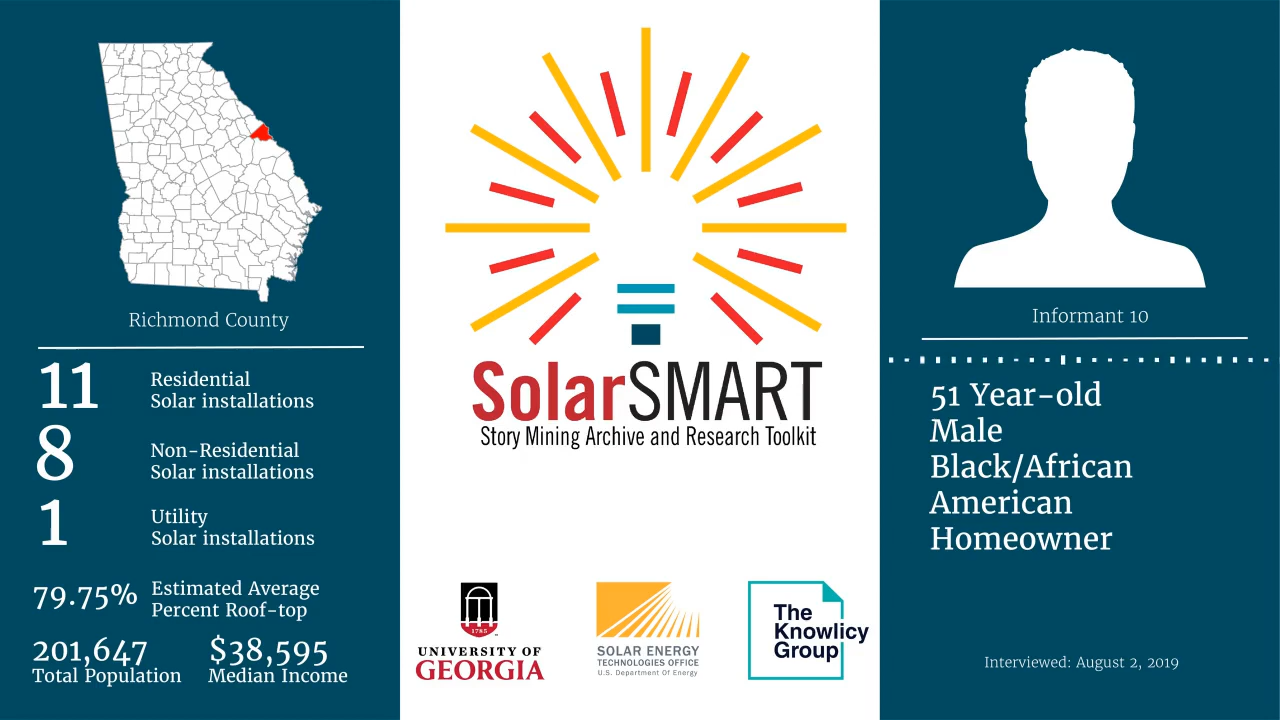 Richmond County
11
Residential
Solar installations
8
Non-Residential
Solar installations
1
Utility
Solar installations
79.75%
Estimated Average
Percent Roof-top
201,647
Total Population
$38,595
Median Income
SolarSMART
Story Mining Archive and Research Toolkit
1785
UNIVERSITY OF
GEORGIA
SOLAR ENERGY
TECHNOLOGIES OFFICE
U.S. Department Of Energy
The
Knowlicy
Group
Informant 10
51 Year-old
Male
Black/African
American
Homeowner
Interviewed: August 2, 2019